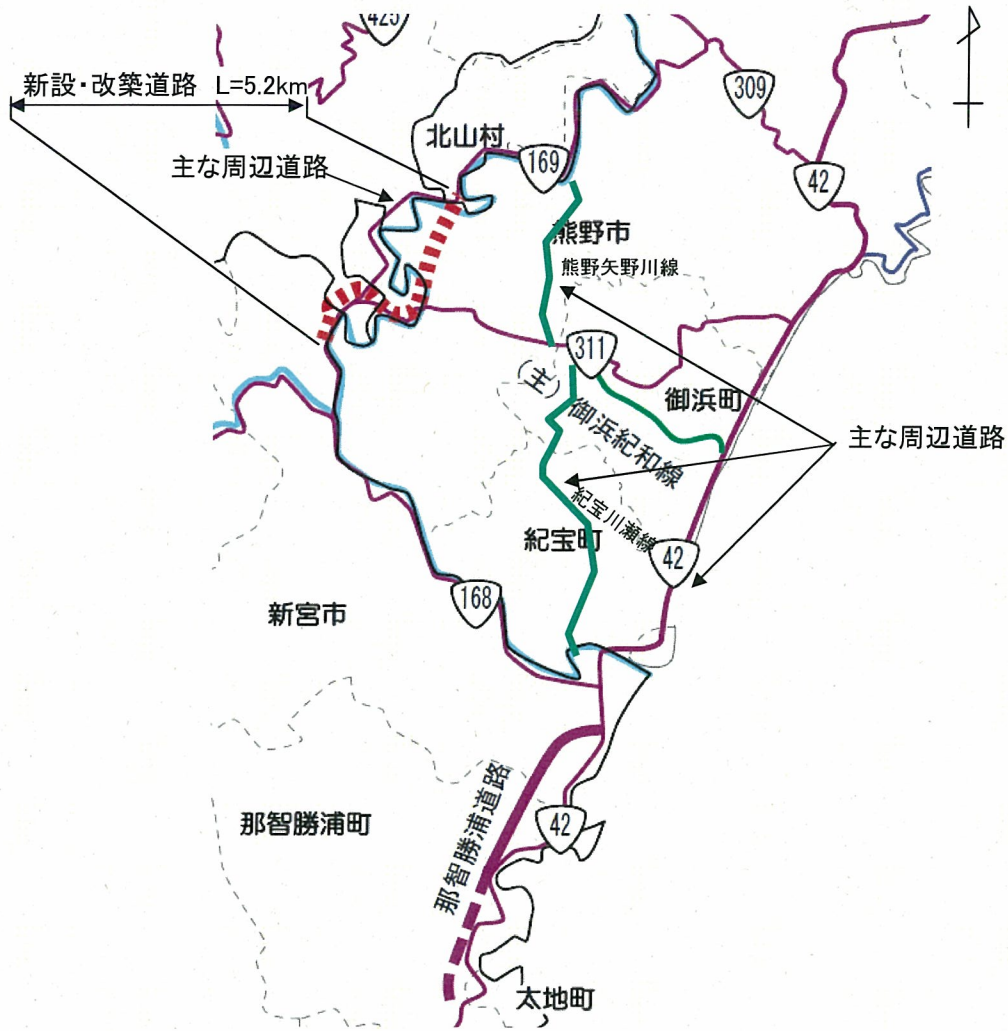 425
新設・改築道路 L=5.2km
309
北山村
169
主な周辺道路
42
熊野市
熊野矢野川線
311
(主)
御浜町
御浜紀和線
主な周辺道路
紀宝川瀬線
紀宝町
42
168
新宮市
那智勝浦道路
那智勝浦町
42
太地町